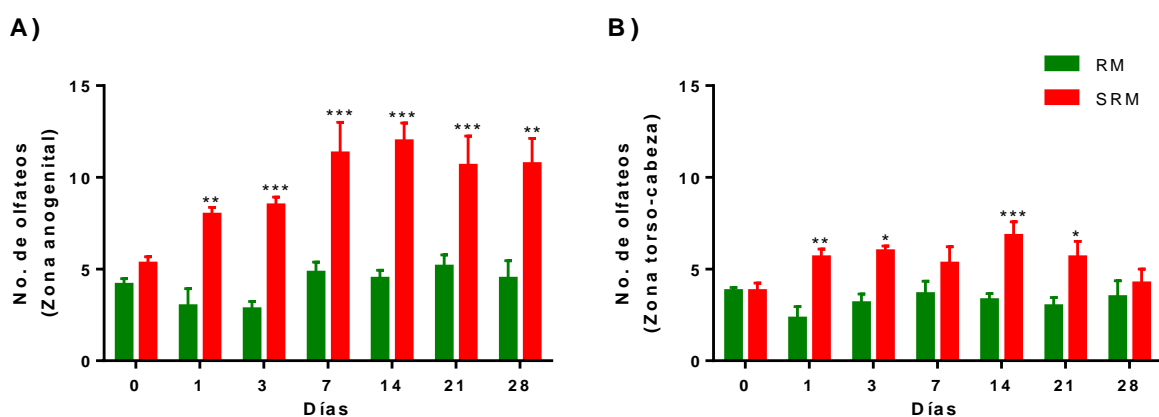 A)
No. de olfateos
(Zona anogenital)
15
10
5
0
** *** *** *** *** **
0 1 3 7 14 21 28
Días
B)
RM
SRM
No. de olfateos
(Zona torso-cabeza)
15
10
5
0
** * *** *
0 1 3 7 14 21 28
Días